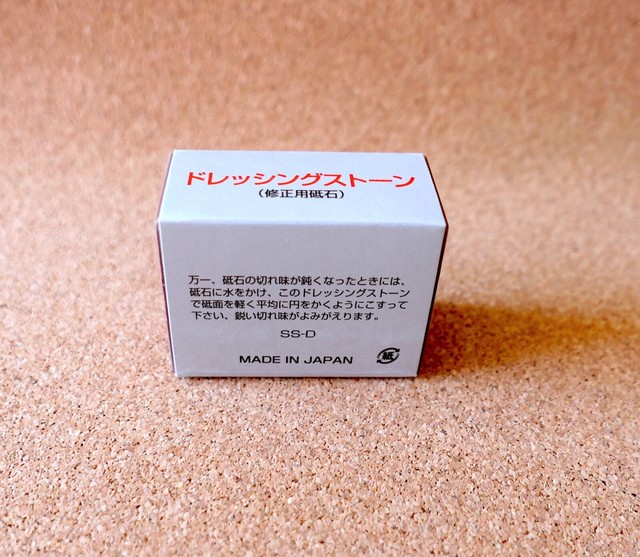 ドレッシングストーン
（修正用砥石）
万一、砥石の切れ味が鈍くなったときには、
砥石に水をかけ、このドレッシングストーン
で砥面を軽く平均に円をかくようにこすって
下さい、鋭い切れ味がよみがえります。
SS-D
MADE IN JAPAN
紙